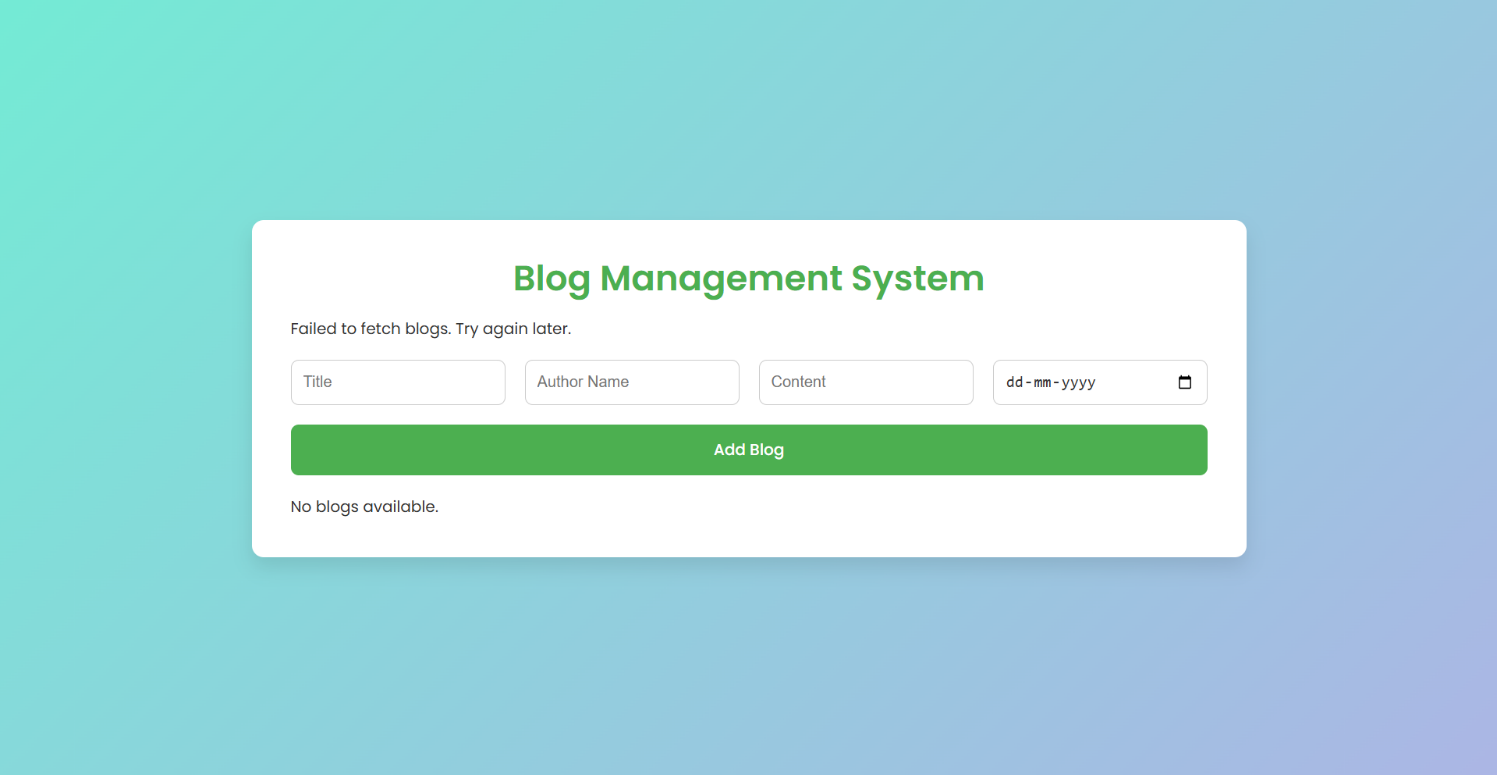 Blog Management System
Failed to fetch blogs. Try again later.
Title Author Name Content dd-mm-yyyy
Add Blog
No blogs available.